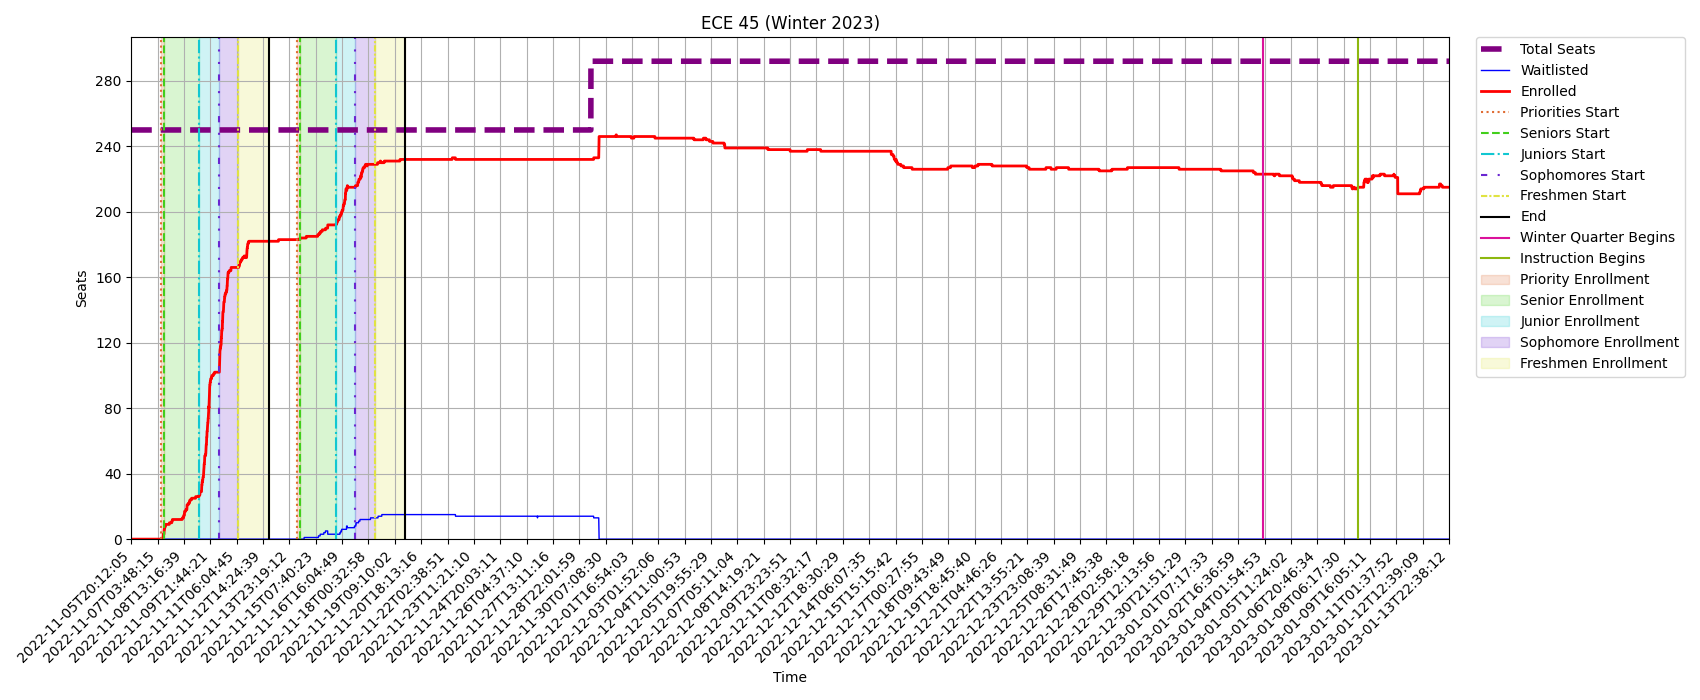 ECE 45 (Winter 2023)
Seats
280
240
200
160
120
80
40
0
2022-11-05T20:12:05
2022-11-07T03:48:15
2022-11-08T13:16:39
2022-11-09T21:44:21
2022-11-11T06:04:45
2022-11-12T14:24:39
2022-11-13T23:19:12
2022-11-15T07:40:23
2022-11-16T16:04:49
2022-11-18T00:32:58
2022-11-19T09:10:02
2022-11-20T18:13:16
2022-11-22T02:38:51
2022-11-23T11:21:10
2022-11-24T20:03:11
2022-11-26T04:37:10
2022-11-27T13:11:16
2022-11-28T22:01:59
2022-11-30T07:08:30
2022-12-01T16:54:03
2022-12-03T01:52:06
2022-12-04T11:00:53
2022-12-05T19:55:29
2022-12-07T05:11:04
2022-12-08T14:19:21
2022-12-09T23:23:51
2022-12-11T08:32:17
2022-12-12T18:30:29
2022-12-14T06:07:35
2022-12-15T15:15:42
2022-12-17T00:27:55
2022-12-18T09:43:49
2022-12-19T18:45:40
2022-12-21T04:46:26
2022-12-22T13:55:21
2022-12-23T23:08:39
2022-12-25T08:31:49
2022-12-26T17:45:38
2022-12-28T02:58:18
2022-12-29T12:13:56
2022-12-30T21:51:29
2023-01-01T07:17:33
2023-01-02T16:36:59
2023-01-04T01:54:53
2023-01-05T11:24:02
2023-01-06T20:46:34
2023-01-08T06:17:30
2023-01-09T16:05:11
2023-01-11T01:37:52
2023-01-12T12:39:09
2023-01-13T22:38:12
Time
Total Seats
Waitlisted
Enrolled
Priorities Start
Seniors Start
Juniors Start
Sophomores Start
Freshmen Start
End
Winter Quarter Begins
Instruction Begins
Priority Enrollment
Senior Enrollment
Junior Enrollment
Sophomore Enrollment
Freshmen Enrollment